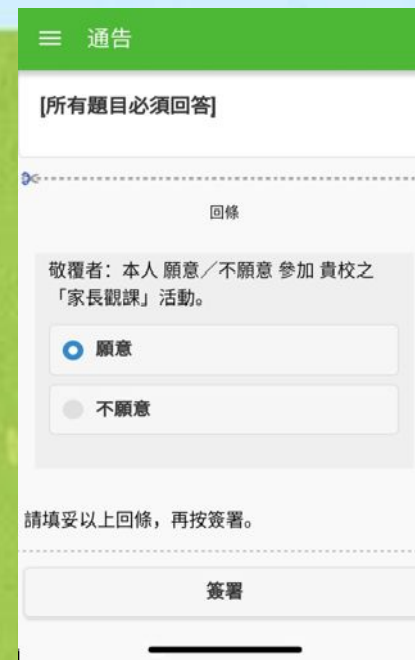 通告
[所有題目必須回答]
回條
敬覆者：本人 願意／不願意 參加 貴校之
「家長觀課」活動。
願意
不願意
請填妥以上回條，再按簽署。
簽署